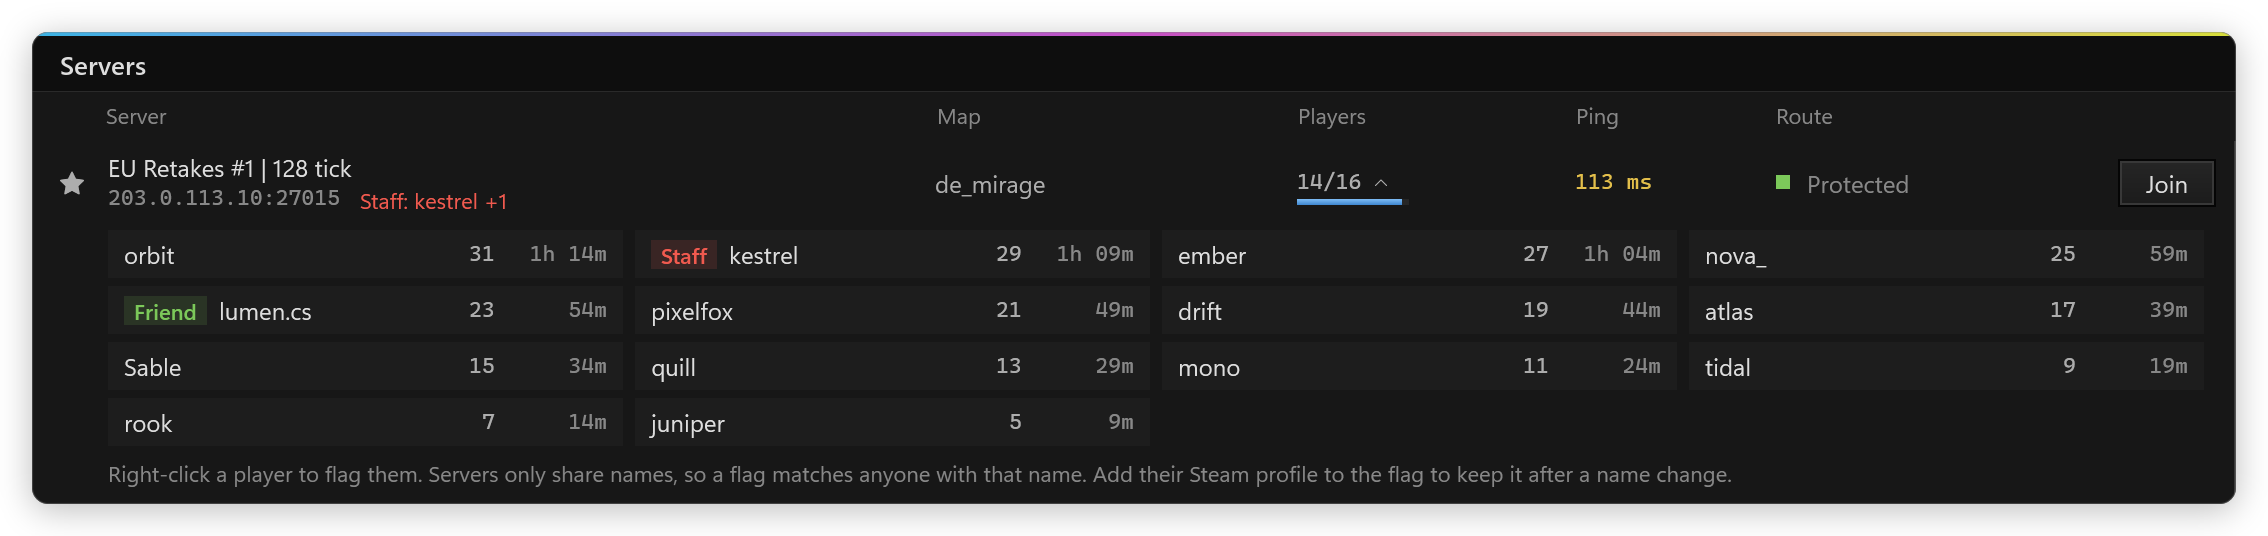 Servers
Server Map Players Ping Route
EU Retakes #1 | 128 tick
203.0.113.10:27015 Staff: kestrel +1
de_mirage 14/16 113 ms Protected Join
orbit 31 1h 14m Staff kestrel 29 1h 09m ember 27 1h 04m nova_ 25 59m
Friend lumen.cs 23 54m pixelfox 21 49m drift 19 44m atlas 17 39m
Sable 15 34m quill 13 29m mono 11 24m tidal 9 19m
rook 7 14m juniper 5 9m
Right-click a player to flag them. Servers only share names, so a flag matches anyone with that name. Add their Steam profile to the flag to keep it after a name change.